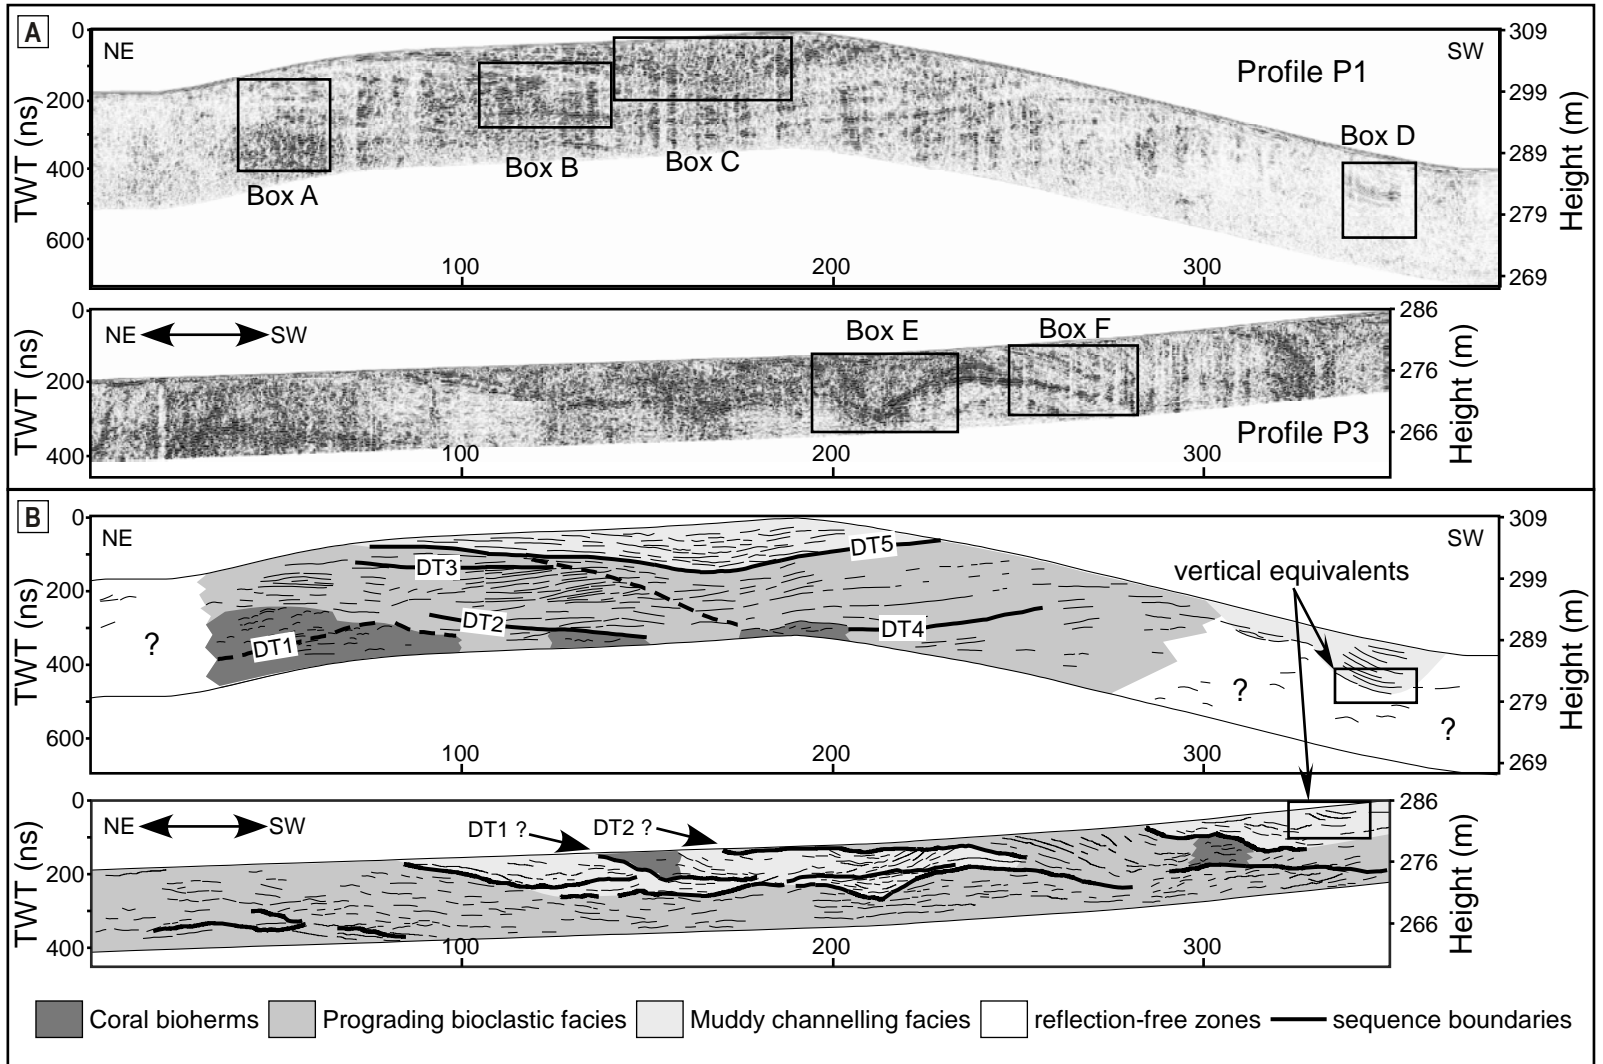 A
NE
SW
Profile P1
0
200
400
600
TWT (ns)
309
299
289
279
269
Height (m)
Box A
Box B
Box C
Box D
100
200
300
NE
SW
Box E
Box F
Profile P3
0
200
400
TWT (ns)
286
276
266
Height (m)
100
200
300
B
NE
SW
0
200
400
600
TWT (ns)
309
299
289
279
269
Height (m)
DT5
DT3
DT2
DT4
DT1
?
?
?
vertical equivalents
100
200
300
NE
SW
DT1 ?
DT2 ?
0
200
400
TWT (ns)
286
276
266
Height (m)
100
200
300
Coral bioherms
Prograding bioclastic facies
Muddy channelling facies
reflection-free zones
sequence boundaries